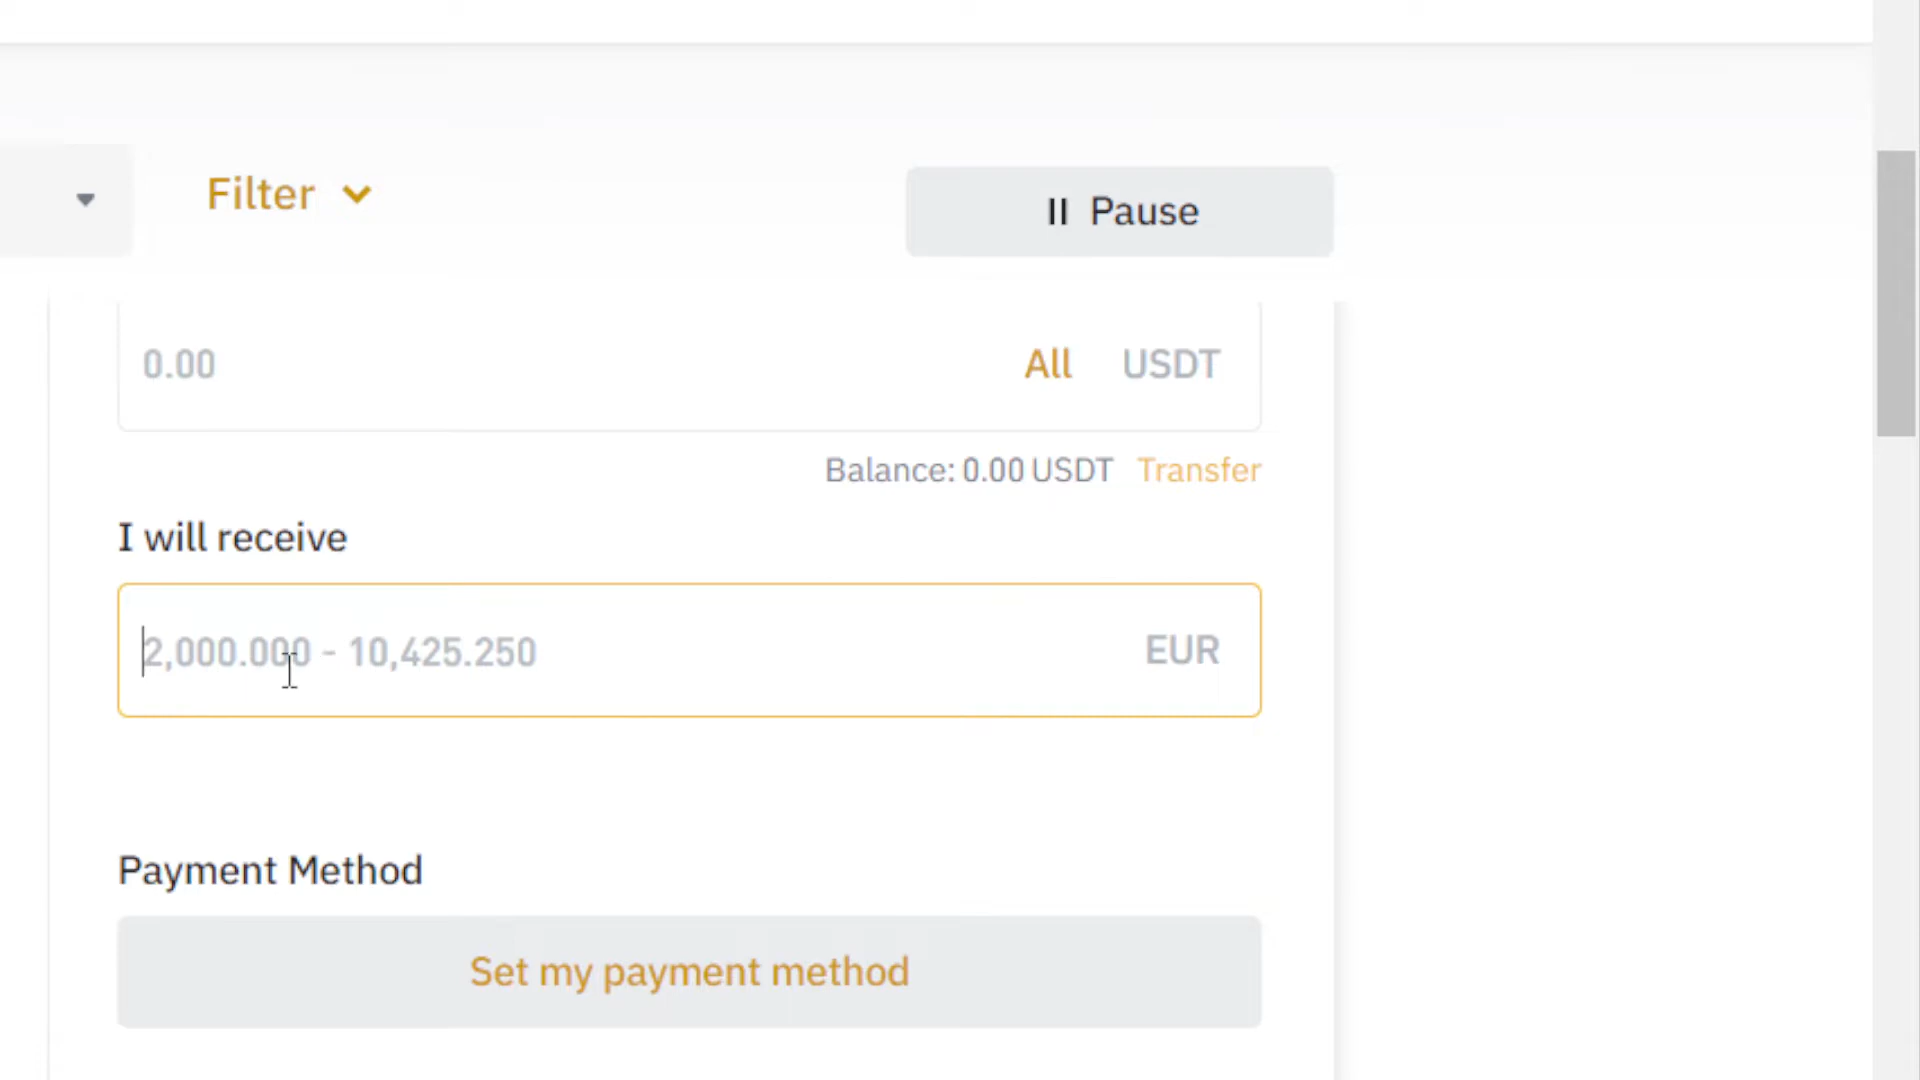 Filter
Pause
0.00 All USDT
Balance: 0.00 USDT Transfer
I will receive
2,000.000 - 10,425.250 EUR
Payment Method
Set my payment method